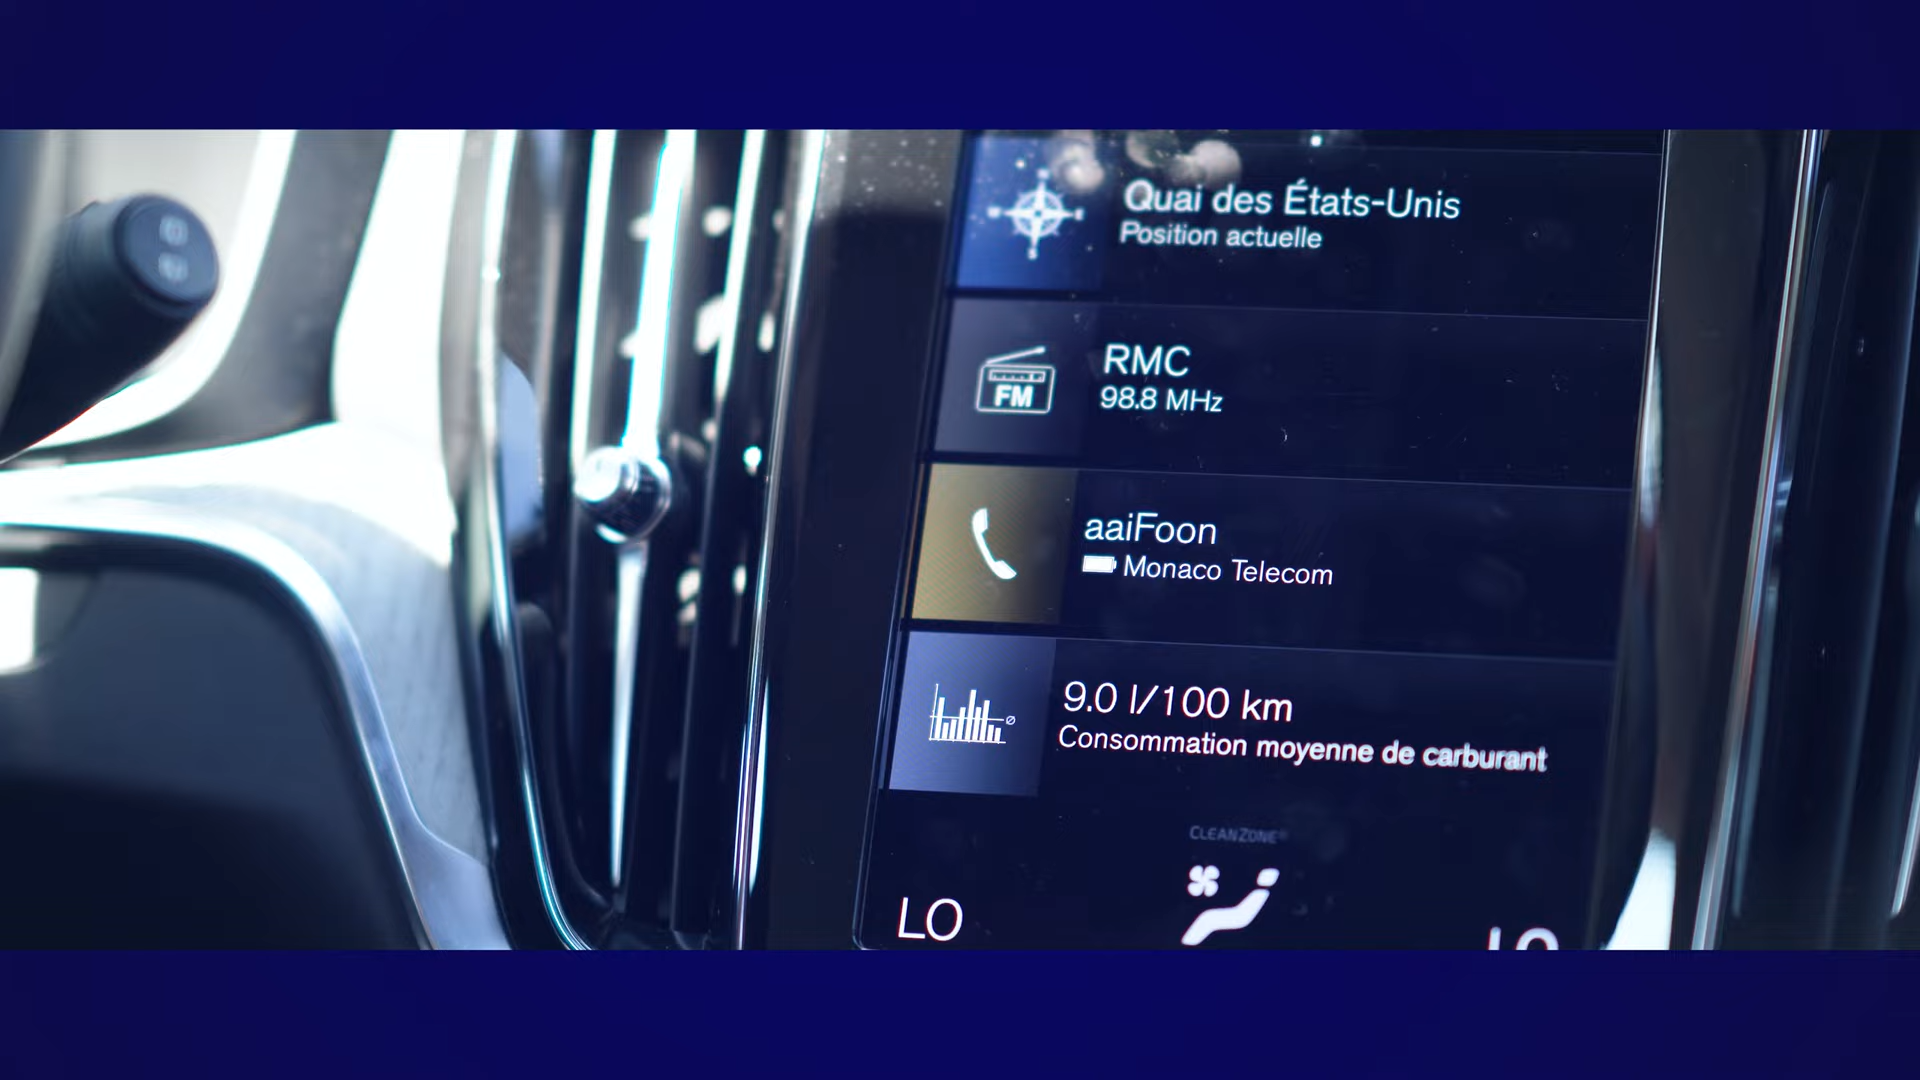 Quai des États-Unis
Position actuelle
FM
RMC
98.8 MHz
aaiFoon
Monaco Telecom
9.0 l/100 km
Consommation moyenne de carburant
CLEANZONE®
LO
LO